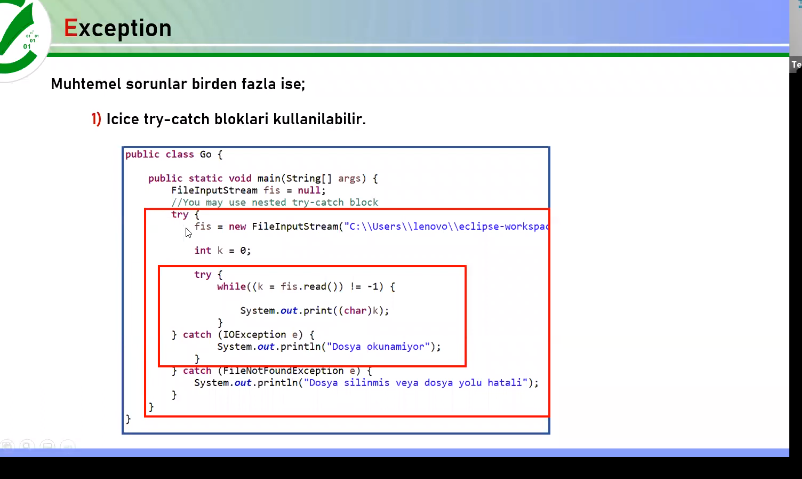 Exception
Te
Muhtemel sorunlar birden fazla ise;
1) Icice try-catch bloklari kullanilabilir.
public class Go {
public static void main(String[] args) {
FileInputStream fis = null;
//You may use nested try-catch block
try {
fis = new FileInputStream("C:\\Users\\lenovo\\eclipse-workspac
int k = 0;
try {
while((k = fis.read()) != -1) {
System.out.print((char)k);
}
} catch (IOException e) {
System.out.println("Dosya okunamiyor");
}
} catch (FileNotFoundException e) {
System.out.println("Dosya silinmis veya dosya yolu hatali");
}
}
}